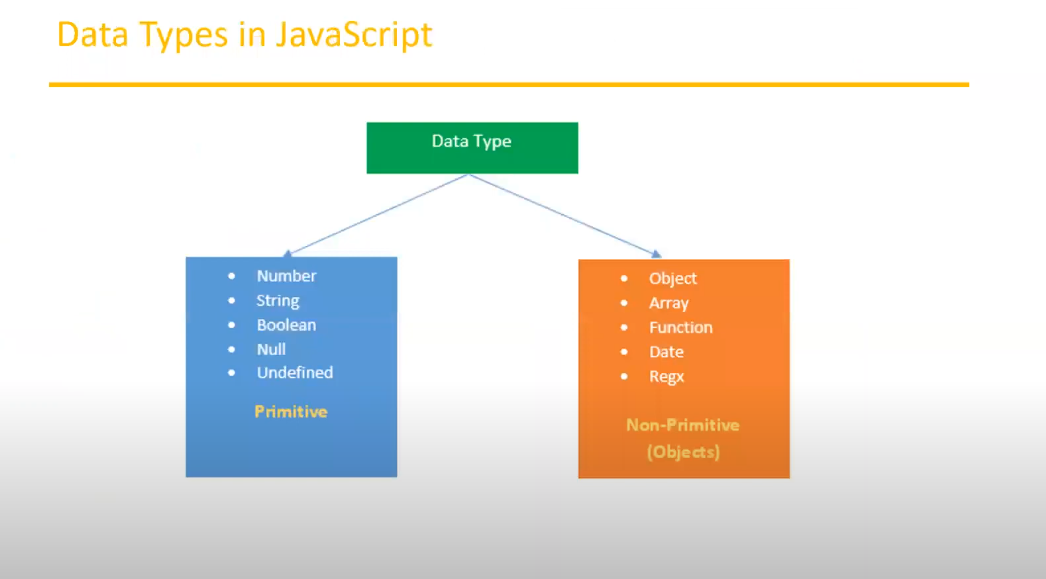 Data Types in JavaScript
Data Type
• Number
• String
• Boolean
• Null
• Undefined
Primitive
• Object
• Array
• Function
• Date
• Regx
Non-Primitive
(Objects)